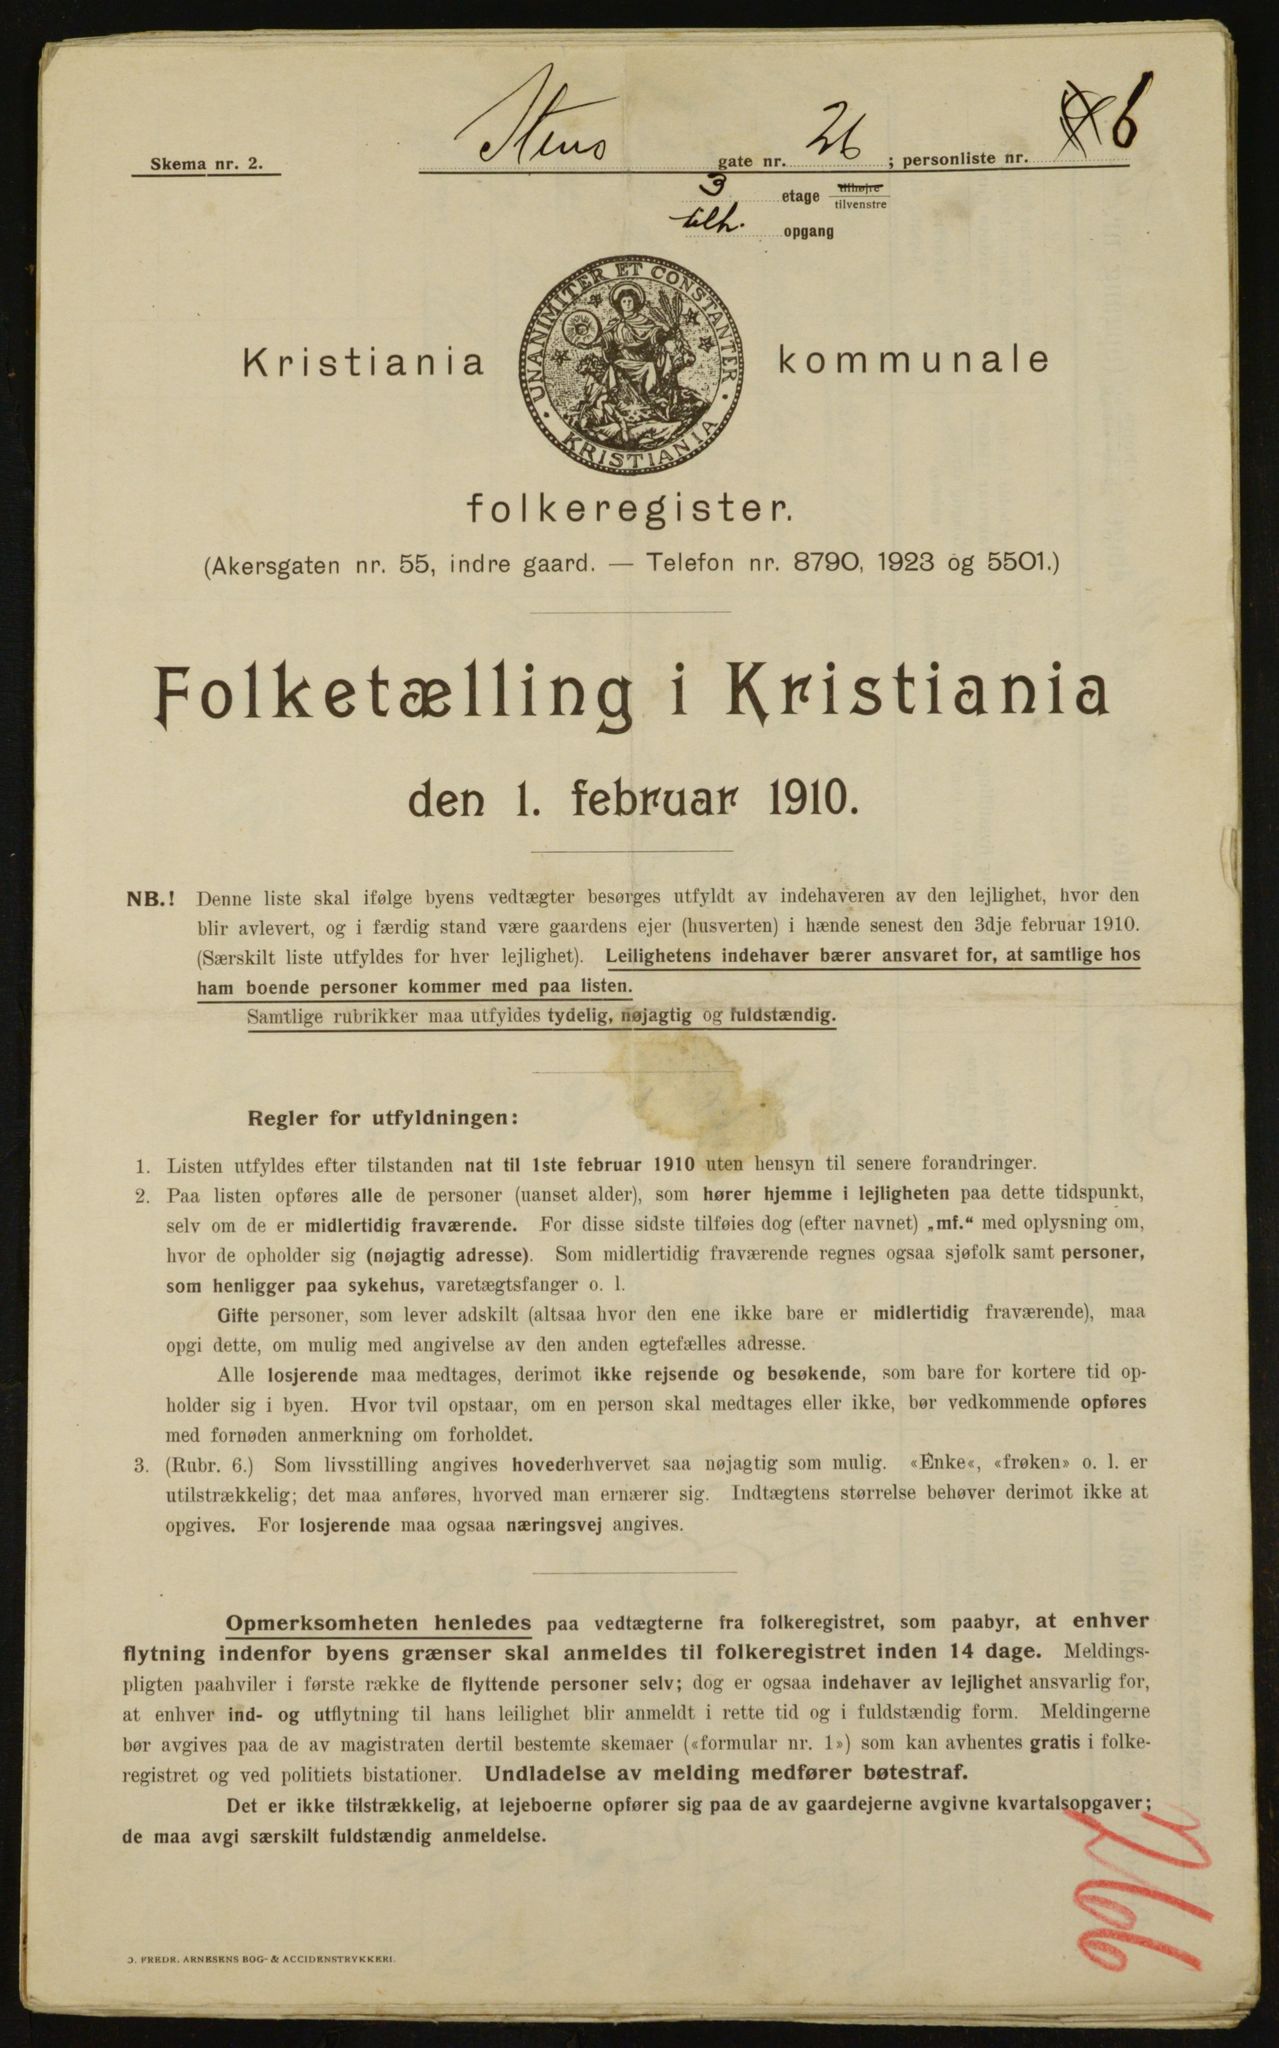 Skema nr. 2. Stens gate nr. 26 ; personliste nr. 6
3 etage tilhøjre tilvenstre
tilh. opgang
Kristiania kommunale
UNANIMITER ET CONSTANTER · KRISTIANIA ·
folkeregister.
(Akersgaten nr. 55, indre gaard. — Telefon nr. 8790, 1923 og 5501.)
Folketælling i Kristiania
den 1. februar 1910.
NB.! Denne liste skal ifølge byens vedtægter besørges utfyldt av indehaveren av den lejlighet, hvor den
blir avlevert, og i færdig stand være gaardens ejer (husverten) i hænde senest den 3dje februar 1910.
(Særskilt liste utfyldes for hver lejlighet). Leilighetens indehaver bærer ansvaret for, at samtlige hos
ham boende personer kommer med paa listen.
Samtlige rubrikker maa utfyldes tydelig, nøjagtig og fuldstændig.
Regler for utfyldningen:
1. Listen utfyldes efter tilstanden nat til 1ste februar 1910 uten hensyn til senere forandringer.
2. Paa listen opføres alle de personer (uanset alder), som hører hjemme i lejligheten paa dette tidspunkt,
selv om de er midlertidig fraværende. For disse sidste tilføies dog (efter navnet) „mf.“ med oplysning om,
hvor de opholder sig (nøjagtig adresse). Som midlertidig fraværende regnes ogsaa sjøfolk samt personer,
som henligger paa sykehus, varetægtsfanger o. l.
Gifte personer, som lever adskilt (altsaa hvor den ene ikke bare er midlertidig fraværende), maa
opgi dette, om mulig med angivelse av den anden egtefælles adresse.
Alle losjerende maa medtages, derimot ikke rejsende og besøkende, som bare for kortere tid op-
holder sig i byen. Hvor tvil opstaar, om en person skal medtages eller ikke, bør vedkommende opføres
med fornøden anmerkning om forholdet.
3. (Rubr. 6.) Som livsstilling angives hovederhvervet saa nøjagtig som mulig. «Enke«, «frøken» o. l. er
utilstrækkelig; det maa anføres, hvorved man ernærer sig. Indtægtens størrelse behøver derimot ikke at
opgives. For losjerende maa ogsaa næringsvej angives.
Opmerksomheten henledes paa vedtægterne fra folkeregistret, som paabyr, at enhver
flytning indenfor byens grænser skal anmeldes til folkeregistret inden 14 dage. Meldings-
pligten paahviler i første række de flyttende personer selv; dog er ogsaa indehaver av lejlighet ansvarlig for,
at enhver ind- og utflytning til hans leilighet blir anmeldt i rette tid og i fuldstændig form. Meldingerne
bør avgives paa de av magistraten dertil bestemte skemaer («formular nr. 1») som kan avhentes gratis i folke-
registret og ved politiets bistationer. Undladelse av melding medfører bøtestraf.
Det er ikke tilstrækkelig, at lejeboerne opfører sig paa de av gaardejerne avgivne kvartalsopgaver;
de maa avgi særskilt fuldstændig anmeldelse.
O. FREDR. ARNESENS BOG- & ACCIDENSTRYKKERI.